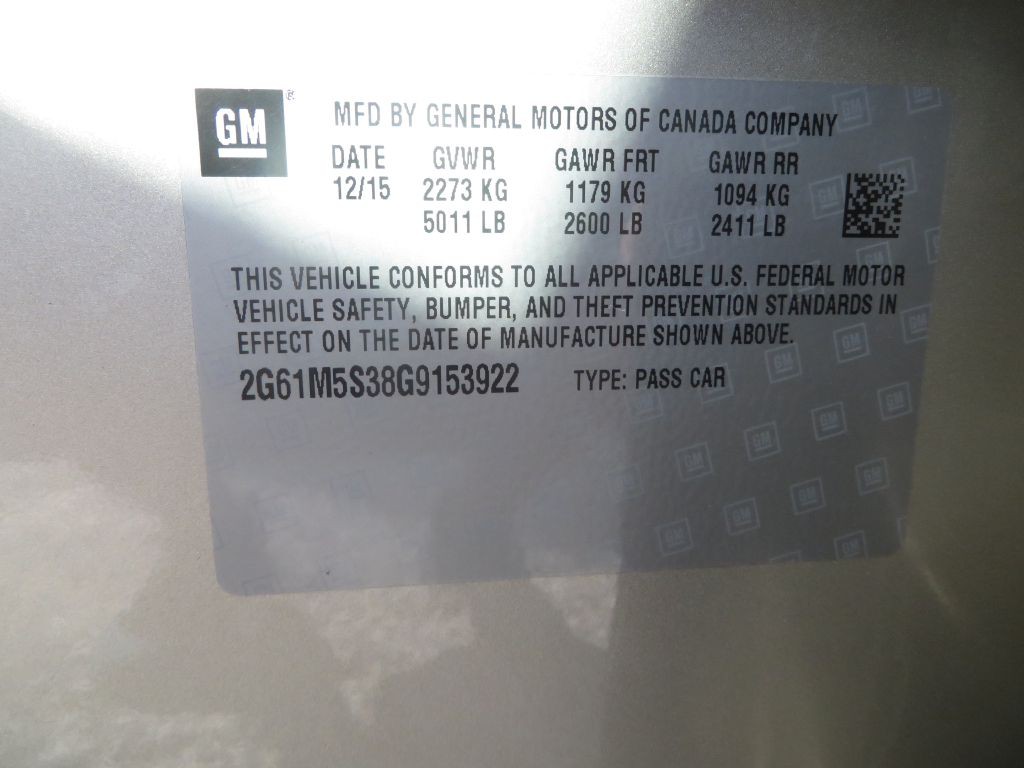 GM ®
MFD BY GENERAL MOTORS OF CANADA COMPANY
DATE GVWR GAWR FRT GAWR RR
12/15 2273 KG 1179 KG 1094 KG
5011 LB 2600 LB 2411 LB
THIS VEHICLE CONFORMS TO ALL APPLICABLE U.S. FEDERAL MOTOR
VEHICLE SAFETY, BUMPER, AND THEFT PREVENTION STANDARDS IN
EFFECT ON THE DATE OF MANUFACTURE SHOWN ABOVE.
2G61M5S38G9153922 TYPE: PASS CAR